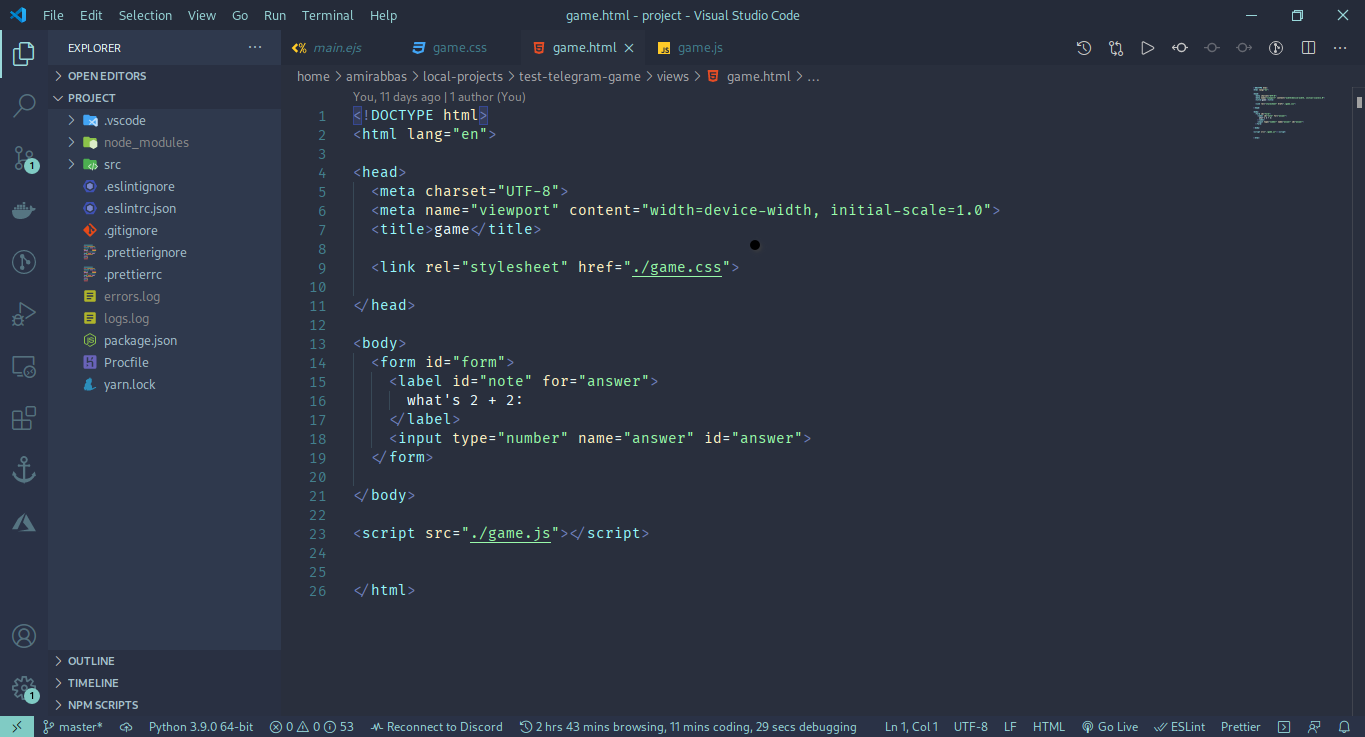 File Edit Selection View Go Run Terminal Help
game.html - project - Visual Studio Code
EXPLORER
OPEN EDITORS
PROJECT
.vscode
node_modules
src
.eslintignore
.eslintrc.json
.gitignore
.prettierignore
.prettierrc
errors.log
logs.log
package.json
Procfile
yarn.lock
OUTLINE
TIMELINE
NPM SCRIPTS
1
1
<% main.ejs game.css game.html JS game.js
home > amirabbas > local-projects > test-telegram-game > views > game.html > ...
You, 11 days ago | 1 author (You)
1 <!DOCTYPE html>
2 <html lang="en">
3
4 <head>
5 <meta charset="UTF-8">
6 <meta name="viewport" content="width=device-width, initial-scale=1.0">
7 <title>game</title>
8
9 <link rel="stylesheet" href="./game.css">
10
11 </head>
12
13 <body>
14 <form id="form">
15 <label id="note" for="answer">
16 what's 2 + 2:
17 </label>
18 <input type="number" name="answer" id="answer">
19 </form>
20
21 </body>
22
23 <script src="./game.js"></script>
24
25
26 </html>
master* Python 3.9.0 64-bit 0 0 53 Reconnect to Discord 2 hrs 43 mins browsing, 11 mins coding, 29 secs debugging Ln 1, Col 1 UTF-8 LF HTML Go Live ESLint Prettier